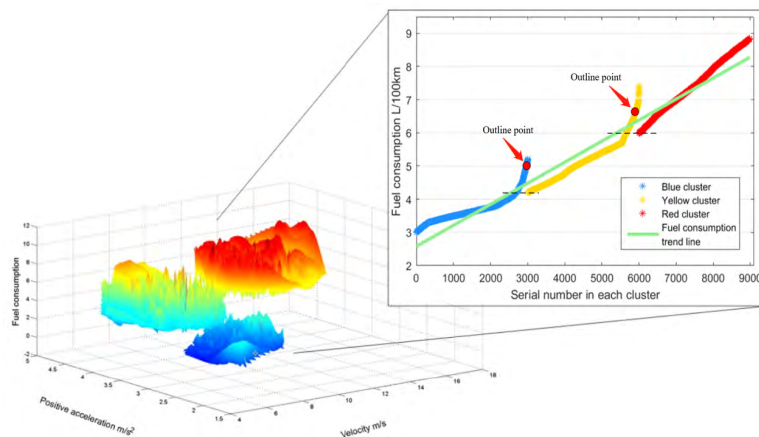 9
8
7
6
5
4
3
2
Fuel consumption L/100km
Outline point
Outline point
Blue cluster
Yellow cluster
Red cluster
Fuel consumption
trend line
0 1000 2000 3000 4000 5000 6000 7000 8000 9000
Serial number in each cluster
12
10
8
6
4
2
0
-2
Fuel consumption
5
4.5
4
3.5
3
2.5
2
1.5
Positive acceleration m/s²
4
6
8
10
12
14
16
18
Velocity m/s